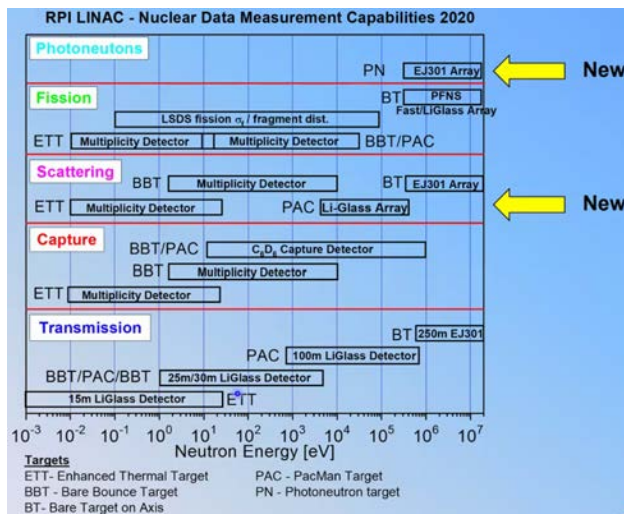 RPI LINAC - Nuclear Data Measurement Capabilities 2020
Photoneutons
PN EJ301 Array
New
Fission
BT PFNS
Fast/LiGlass Array
LSDS fission σf / fragment dist.
ETT Multiplicity Detector Multiplicity Detector BBT/PAC
Scattering
BBT Multiplicity Detector BT EJ301 Array
ETT Multiplicity Detector PAC Li-Glass Array
New
Capture
BBT/PAC C6D6 Capture Detector
BBT Multiplicity Detector
ETT Multiplicity Detector
Transmission
BT 250m EJ301
PAC 100m LiGlass Detector
BBT/PAC/BBT 25m/30m LiGlass Detector
15m LiGlass Detector ETT
10⁻³ 10⁻² 10⁻¹ 10⁰ 10¹ 10² 10³ 10⁴ 10⁵ 10⁶ 10⁷
Neutron Energy [eV]
Targets
ETT- Enhanced Thermal Target PAC - PacMan Target
BBT - Bare Bounce Target PN - Photoneutron target
BT- Bare Target on Axis